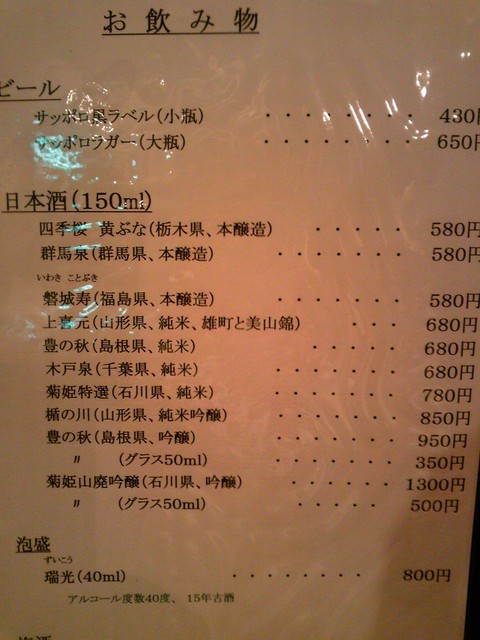 お飲み物
ビール
サッポロ黒ラベル(小瓶) ・・・・・・・・ 430円
サッポロラガー(大瓶) ・・・・・・・・・ 650円
日本酒(150ml)
四季桜 黄ぶな(栃木県、本醸造) ・・・・・ 580円
群馬泉(群馬県、本醸造) ・・・・・・・ 580円
いわき ことぶき
磐城寿(福島県、本醸造) ・・・・・・・ 580円
上喜元(山形県、純米、雄町と美山錦) ・・・ 680円
豊の秋(島根県、純米) ・・・・・・ 680円
木戸泉(千葉県、純米) ・・・・・・・・ 680円
菊姫特選(石川県、純米) ・・・・・・・・ 780円
楯の川(山形県、純米吟醸) ・・・・・・・・ 850円
豊の秋(島根県、吟醸) ・・・・・・・・ 950円
〃 (グラス50ml) ・・・・・・・・ 350円
菊姫山廃吟醸(石川県、吟醸) ・・・・・・・ 1300円
〃 (グラス50ml) ・・・・・ 500円
泡盛
ずいこう
瑞光(40ml) ・・・・・・・・ 800円
アルコール度数40度、 15年古酒